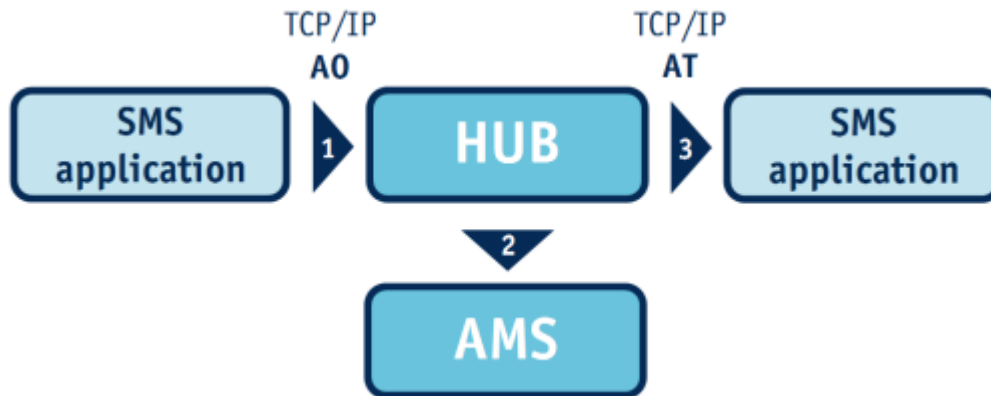 TCP/IP
AO
TCP/IP
AT
SMS
application
1
HUB
3
SMS
application
2
AMS